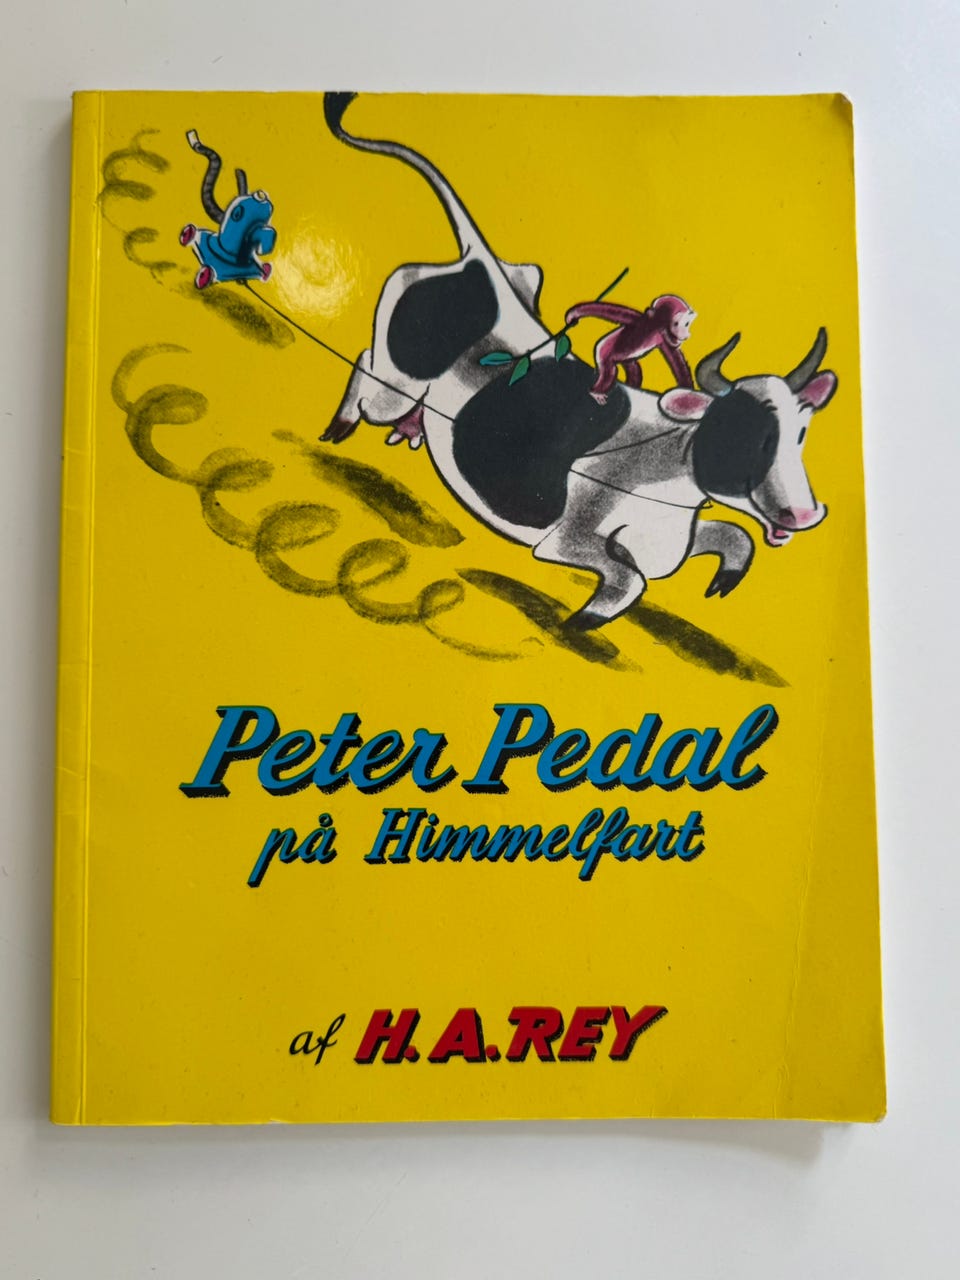 Peter Pedal
på Himmelfart
af H.A.REY